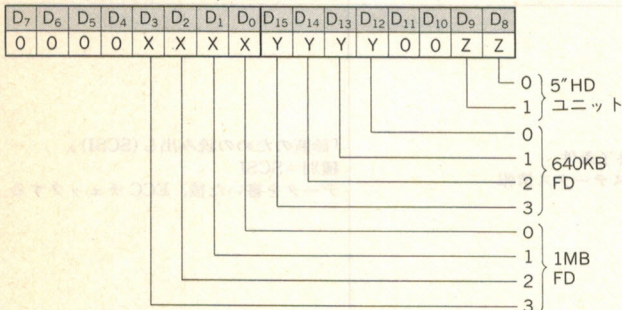 D7 D6 D5 D4 D3 D2 D1 D0 D15 D14 D13 D12 D11 D10 D9 D8
0 0 0 0 X X X X Y Y Y Y 0 0 Z Z
0
1
5″HD
ユニット
0
1
2
3
640KB
FD
0
1
2
3
1MB
FD